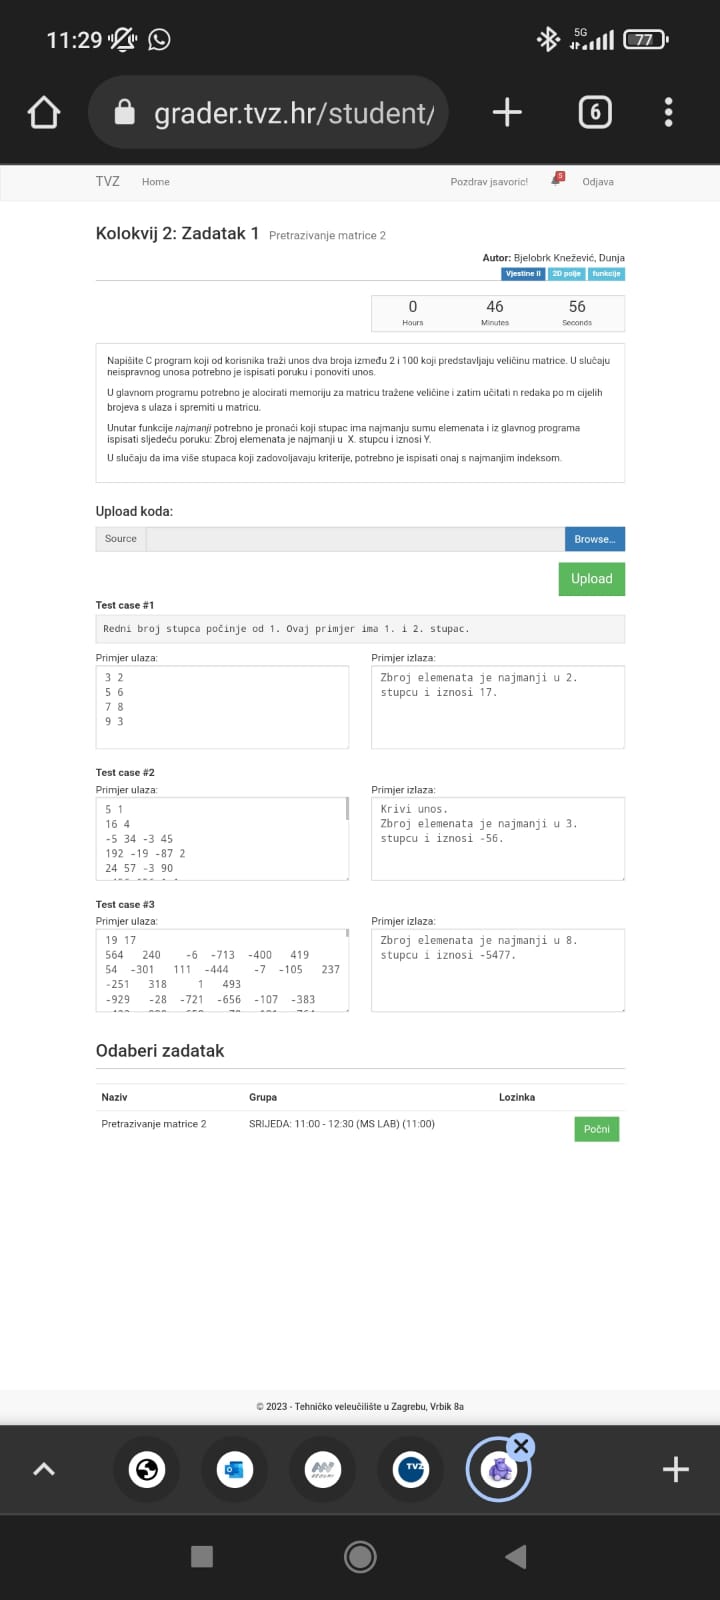 11:29
5G
77
grader.tvz.hr/student/
6
TVZ Home Pozdrav jsavoric! 5 Odjava
Kolokvij 2: Zadatak 1 Pretrazivanje matrice 2
Autor: Bjelobrk Knežević, Dunja
Vjestine II 2D polje funkcije
0 46 56
Hours Minutes Seconds
Napišite C program koji od korisnika traži unos dva broja između 2 i 100 koji predstavljaju veličinu matrice. U slučaju
neispravnog unosa potrebno je ispisati poruku i ponoviti unos.
U glavnom programu potrebno je alocirati memoriju za matricu tražene veličine i zatim učitati n redaka po m cijelih
brojeva s ulaza i spremiti u matricu.
Unutar funkcije najmanji potrebno je pronaći koji stupac ima najmanju sumu elemenata i iz glavnog programa
ispisati sljedeću poruku: Zbroj elemenata je najmanji u X. stupcu i iznosi Y.
U slučaju da ima više stupaca koji zadovoljavaju kriterije, potrebno je ispisati onaj s najmanjim indeksom.
Upload koda:
Source Browse...
Upload
Test case #1
Redni broj stupca počinje od 1. Ovaj primjer ima 1. i 2. stupac.
Primjer ulaza: Primjer izlaza:
3 2
5 6
7 8
9 3
Zbroj elemenata je najmanji u 2.
stupcu i iznosi 17.
Test case #2
Primjer ulaza: Primjer izlaza:
5 1
16 4
-5 34 -3 45
192 -19 -87 2
24 57 -3 90
Krivi unos.
Zbroj elemenata je najmanji u 3.
stupcu i iznosi -56.
Test case #3
Primjer ulaza: Primjer izlaza:
19 17
564 240 -6 -713 -400 419
54 -301 111 -444 -7 -105 237
-251 318 1 493
-929 -28 -721 -656 -107 -383
Zbroj elemenata je najmanji u 8.
stupcu i iznosi -5477.
Odaberi zadatak
Naziv Grupa Lozinka
Pretrazivanje matrice 2 SRIJEDA: 11:00 - 12:30 (MS LAB) (11:00) Počni
© 2023 - Tehničko veleučilište u Zagrebu, Vrbik 8a
TVZ